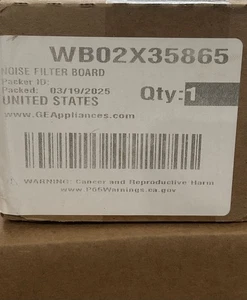 WB02X35865
NOISE FILTER BOARD
Packer ID:
Packed: 03/19/2025 Qty:1
UNITED STATES
www.GEAppliances.com
WARNING: Cancer and Reproductive Harm
www.P65Warnings.ca.gov